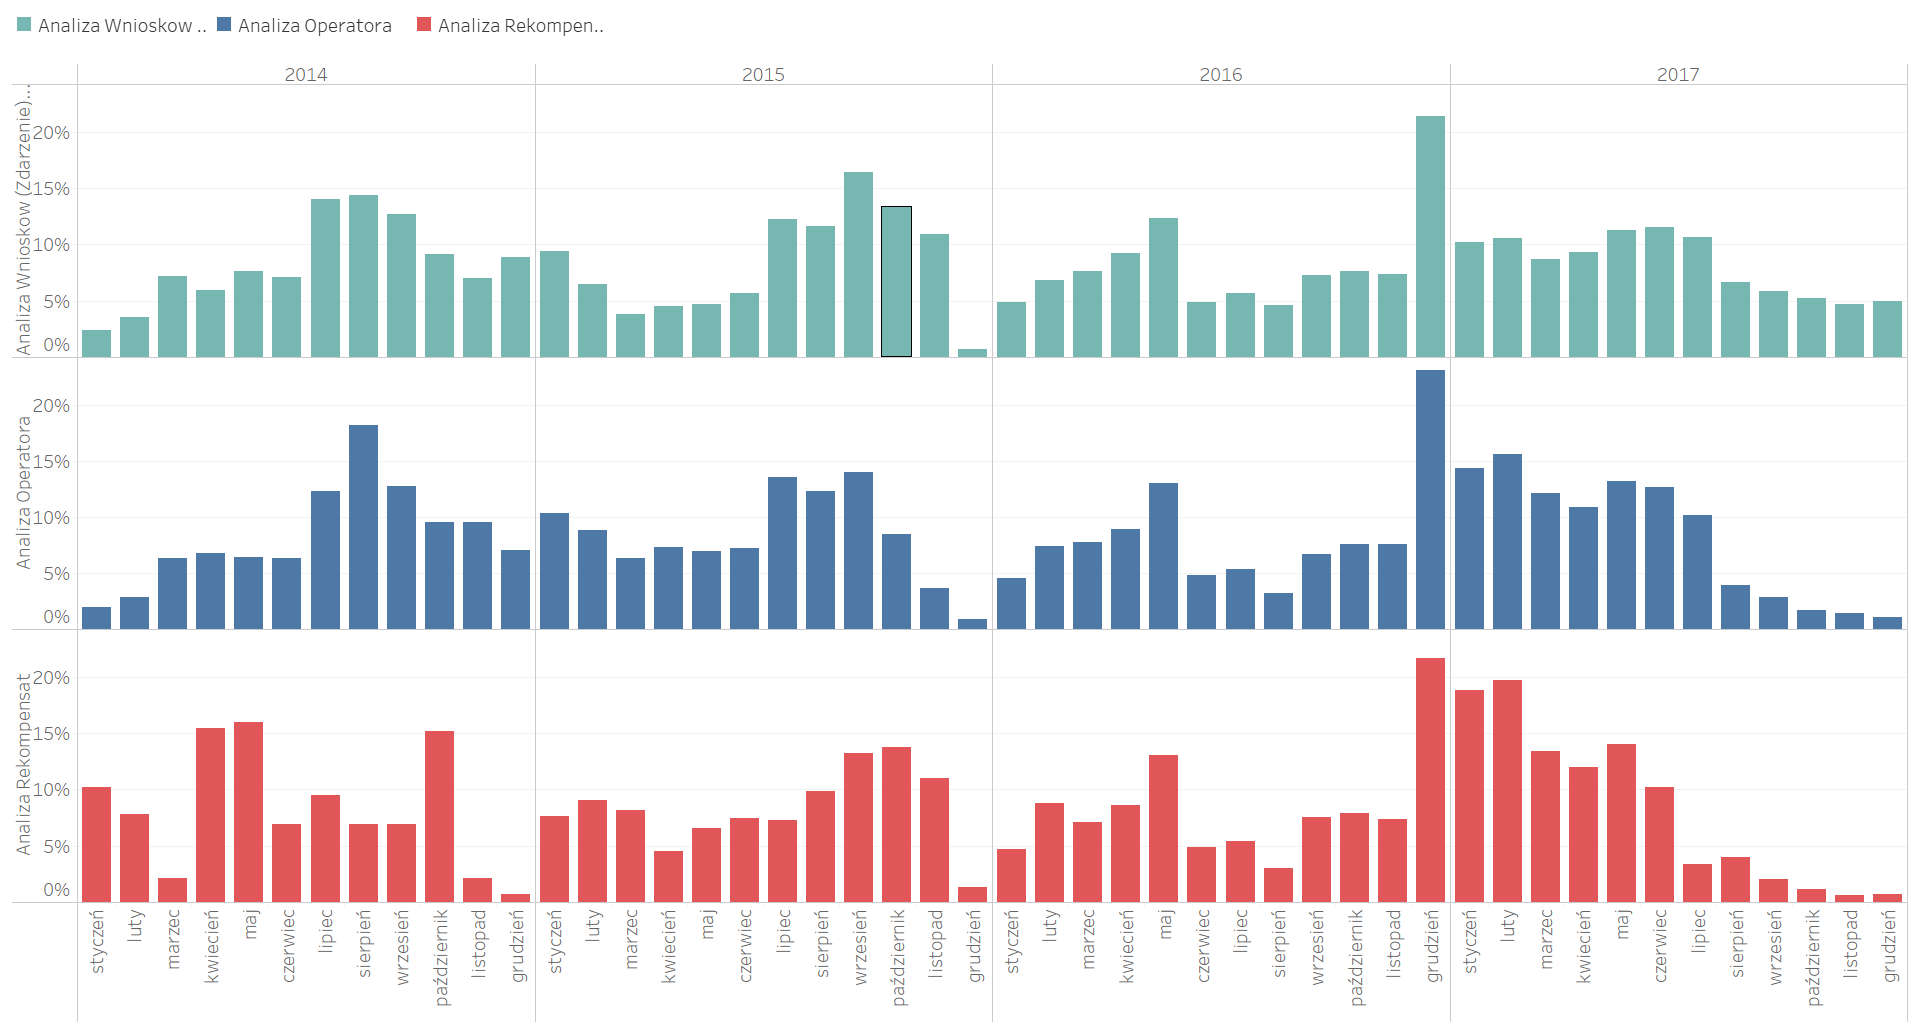 Analiza Wnioskow ..
Analiza Operatora
Analiza Rekompen..
2014
2015
2016
2017
Analiza Wnioskow (Zdarzenie)...
20%
15%
10%
5%
0%
Analiza Operatora
20%
15%
10%
5%
0%
Analiza Rekompensat
20%
15%
10%
5%
0%
styczeń
luty
marzec
kwiecień
maj
czerwiec
lipiec
sierpień
wrzesień
październik
listopad
grudzień
styczeń
luty
marzec
kwiecień
maj
czerwiec
lipiec
sierpień
wrzesień
październik
listopad
grudzień
styczeń
luty
marzec
kwiecień
maj
czerwiec
lipiec
sierpień
wrzesień
październik
listopad
grudzień
styczeń
luty
marzec
kwiecień
maj
czerwiec
lipiec
sierpień
wrzesień
październik
listopad
grudzień